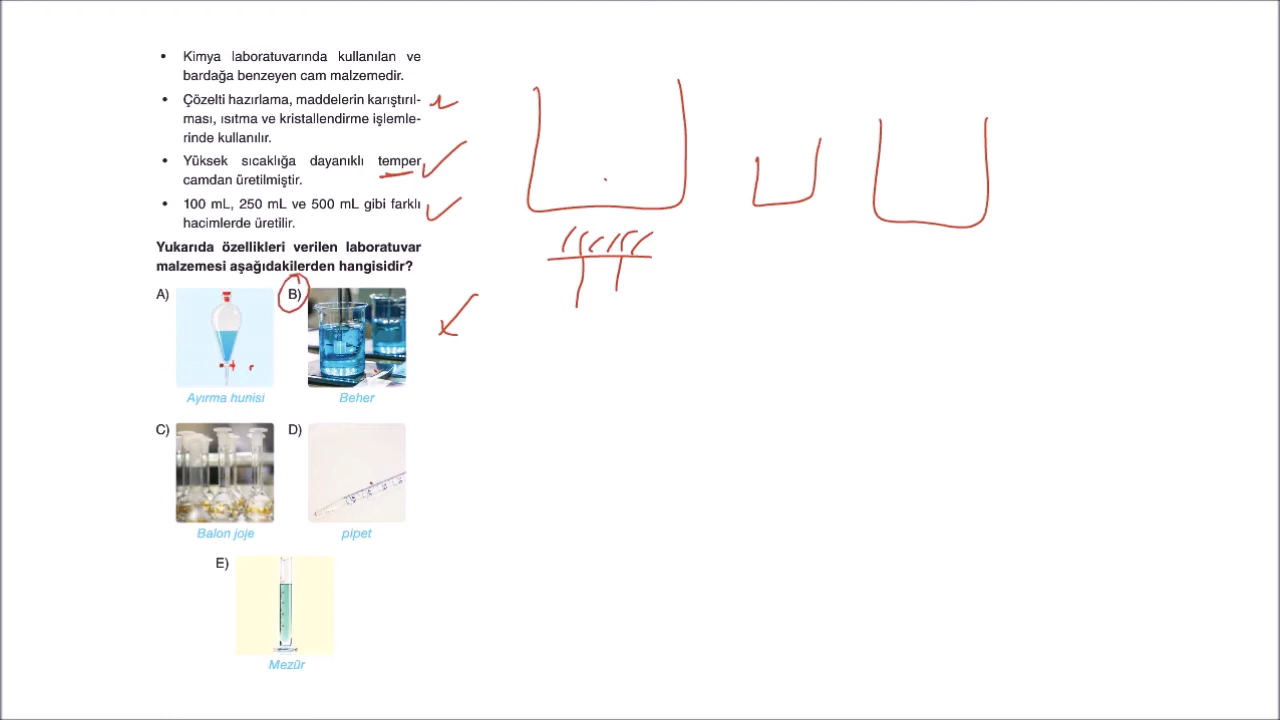 • Kimya laboratuvarında kullanılan ve
bardağa benzeyen cam malzemedir.
• Çözelti hazırlama, maddelerin karıştırıl-
ması, ısıtma ve kristallendirme işlemle-
rinde kullanılır.
• Yüksek sıcaklığa dayanıklı temper
camdan üretilmiştir.
• 100 mL, 250 mL ve 500 mL gibi farklı
hacimlerde üretilir.
Yukarıda özellikleri verilen laboratuvar
malzemesi aşağıdakilerden hangisidir?
A)
Ayırma hunisi
B)
Beher
C)
Balon joje
D)
pipet
E)
Mezür